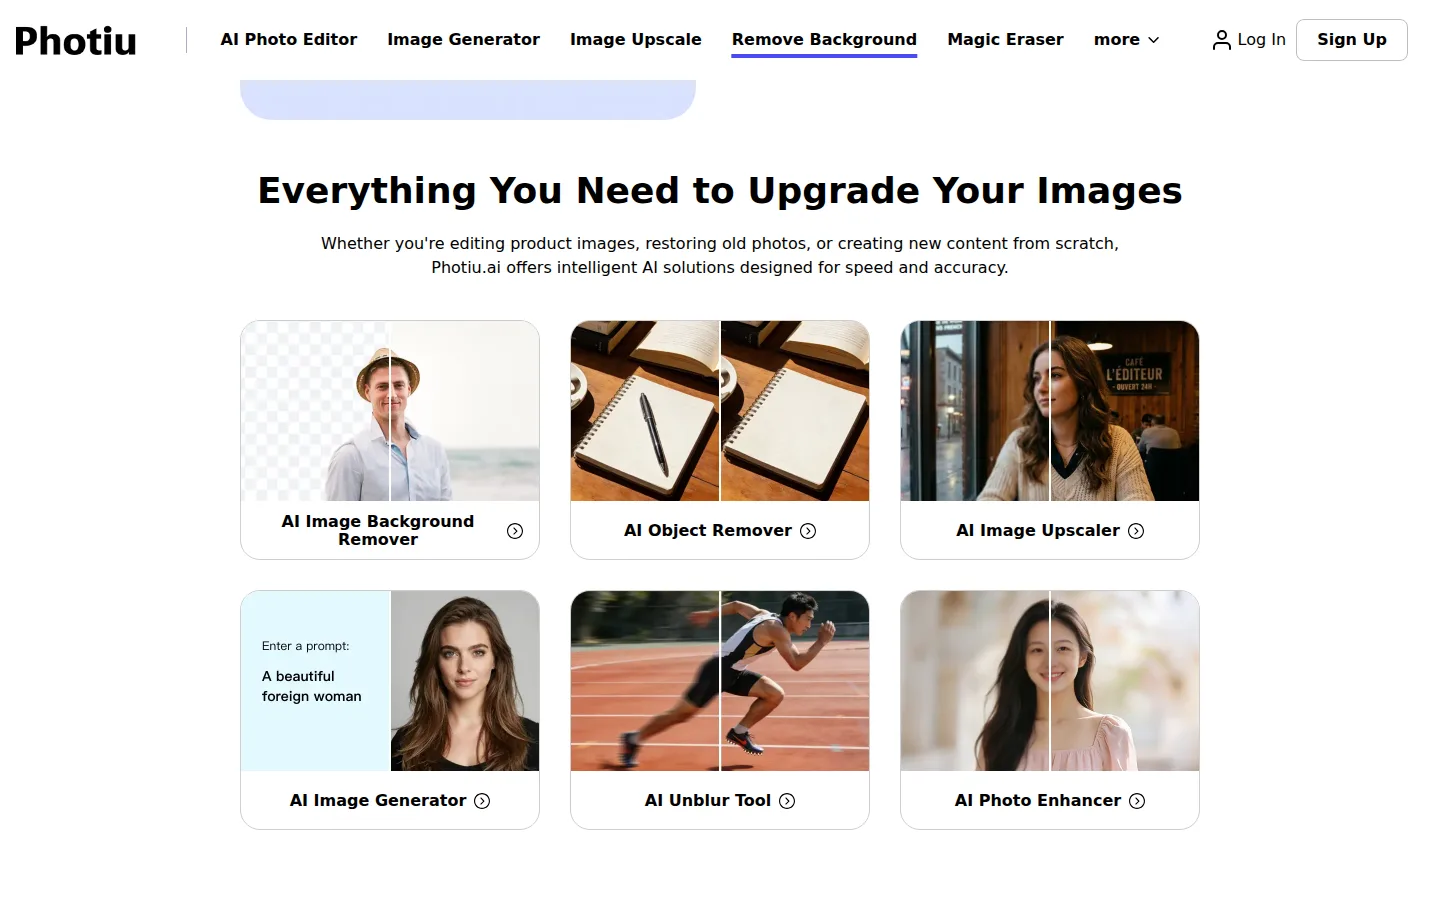 Photiu
AI Photo Editor
Image Generator
Image Upscale
Remove Background
Magic Eraser
more
Log In
Sign Up
Everything You Need to Upgrade Your Images
Whether you're editing product images, restoring old photos, or creating new content from scratch,
Photiu.ai offers intelligent AI solutions designed for speed and accuracy.
CAFÉ
L'ÉDITEUR
- OUVERT 24H -
AI Image Background
Remover
AI Object Remover
AI Image Upscaler
Enter a prompt:
A beautiful
foreign woman
AI Image Generator
AI Unblur Tool
AI Photo Enhancer